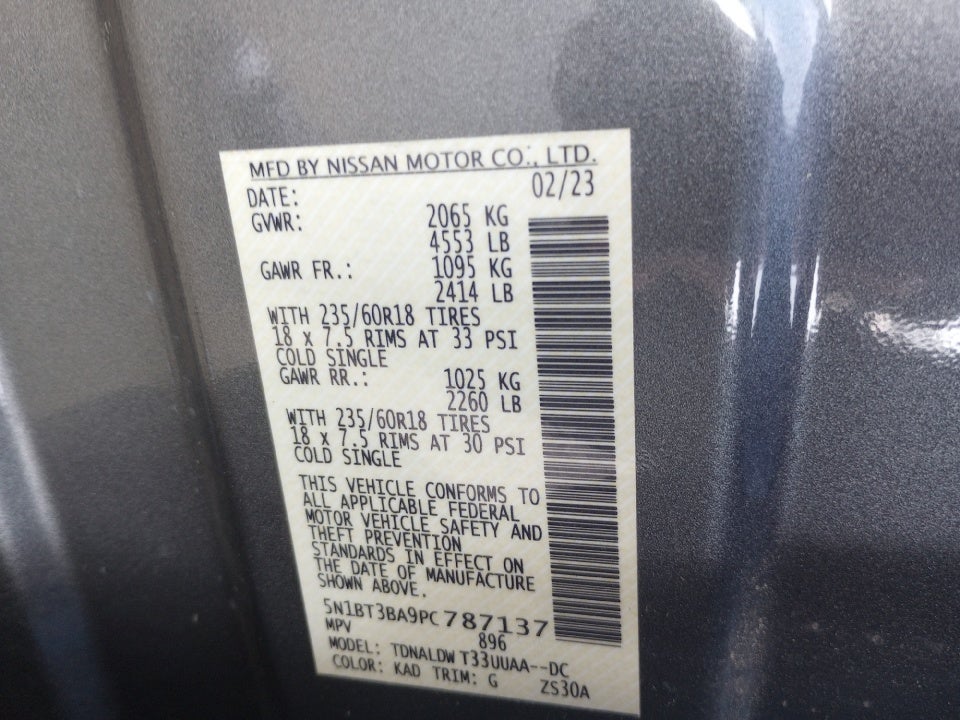 MFD BY NISSAN MOTOR CO., LTD.
DATE: 02/23
GVWR: 2065 KG
4553 LB
GAWR FR.: 1095 KG
2414 LB
WITH 235/60R18 TIRES
18 x 7.5 RIMS AT 33 PSI
COLD SINGLE
GAWR RR.: 1025 KG
2260 LB
WITH 235/60R18 TIRES
18 x 7.5 RIMS AT 30 PSI
COLD SINGLE
THIS VEHICLE CONFORMS TO
ALL APPLICABLE FEDERAL
MOTOR VEHICLE SAFETY AND
THEFT PREVENTION
STANDARDS IN EFFECT ON
THE DATE OF MANUFACTURE
SHOWN ABOVE.
5N1BT3BA9PC787137
MPV 896
MODEL: TDNALDW T33UUAA--DC
COLOR: KAD TRIM: G ZS30A